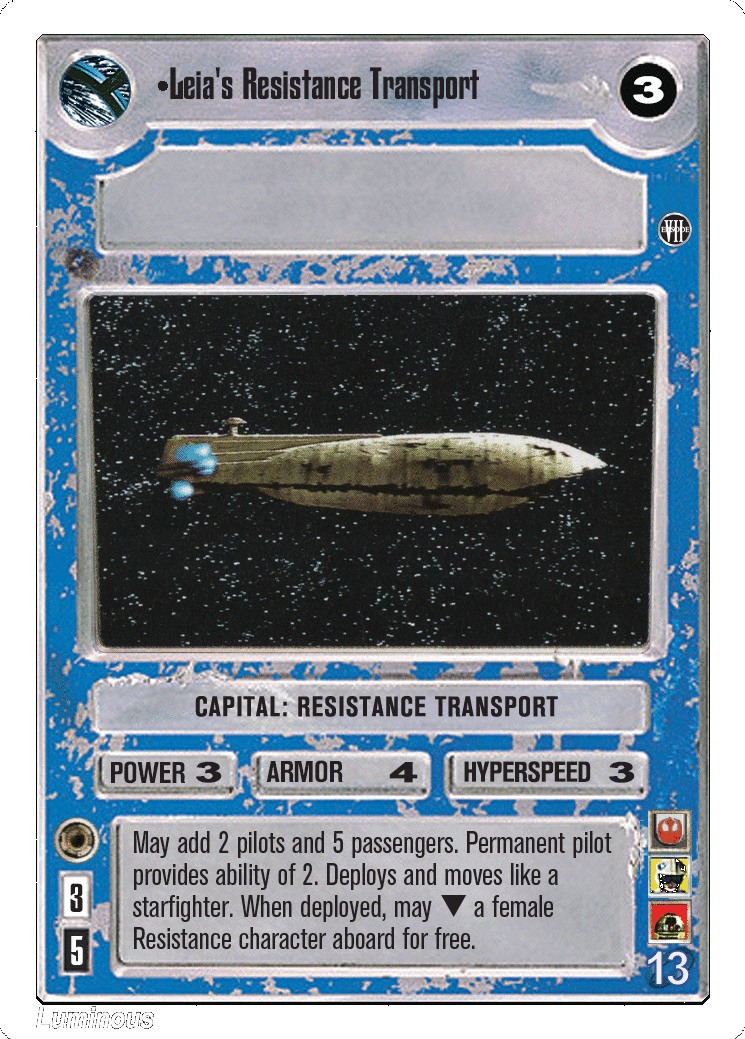 •Leia's Resistance Transport
3
EPISODE
VII
CAPITAL: RESISTANCE TRANSPORT
POWER 3
ARMOR 4
HYPERSPEED 3
May add 2 pilots and 5 passengers. Permanent pilot
provides ability of 2. Deploys and moves like a
starfighter. When deployed, may ▼ a female
Resistance character aboard for free.
3
5
13
Luminous